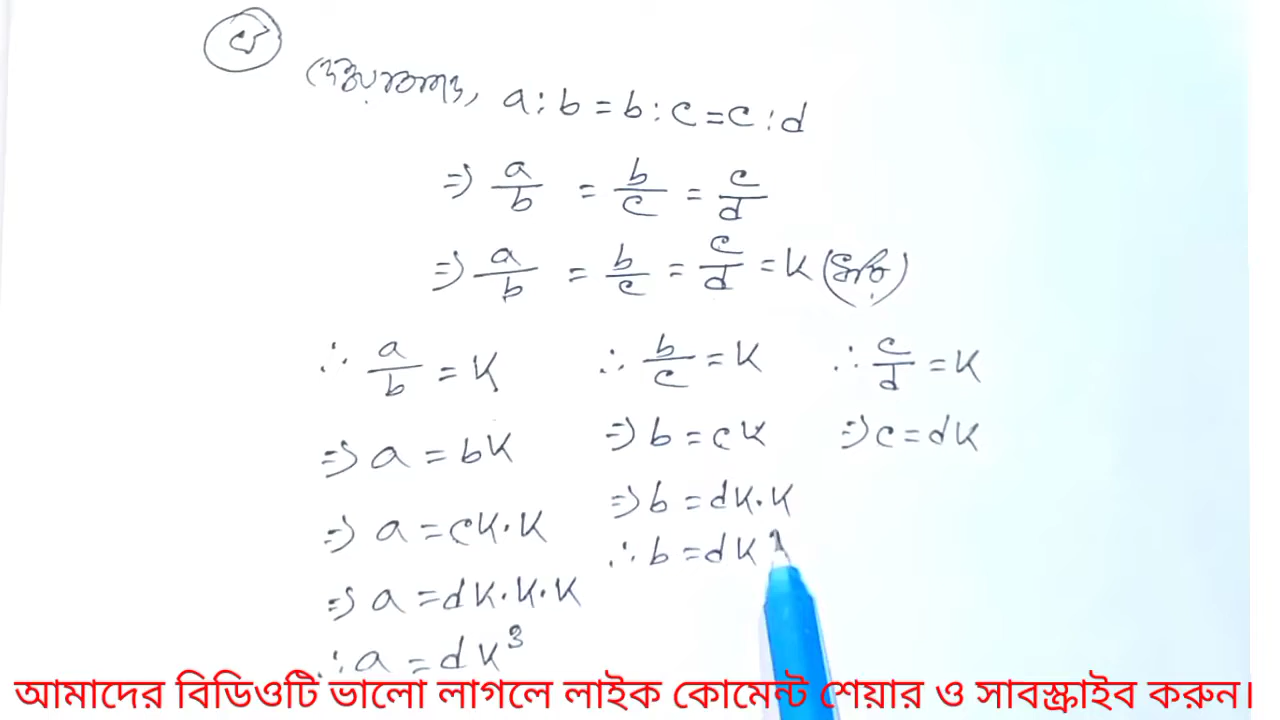 দেওয়া আছে, a : b = b : c = c : d
⇒ a/b = b/c = c/d
⇒ a/b = b/c = c/d = k (ধরি)
∴ a/b = k ∴ b/c = k ∴ c/d = k
⇒ a = bk ⇒ b = ck ⇒ c = dk
⇒ a = ck·k ⇒ b = dk·k
⇒ a = dk·k·k ∴ b = dk²
∴ a = dk³
আমাদের বিডিওটি ভালো লাগলে লাইক কোমেন্ট শেয়ার ও সাবস্ক্রাইব করুন।